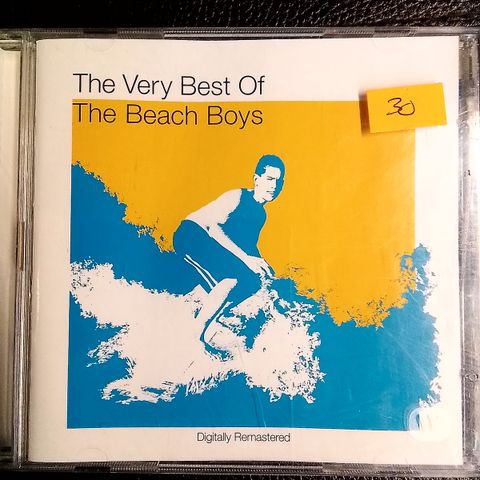 The Very Best Of
The Beach Boys
30
Digitally Remastered